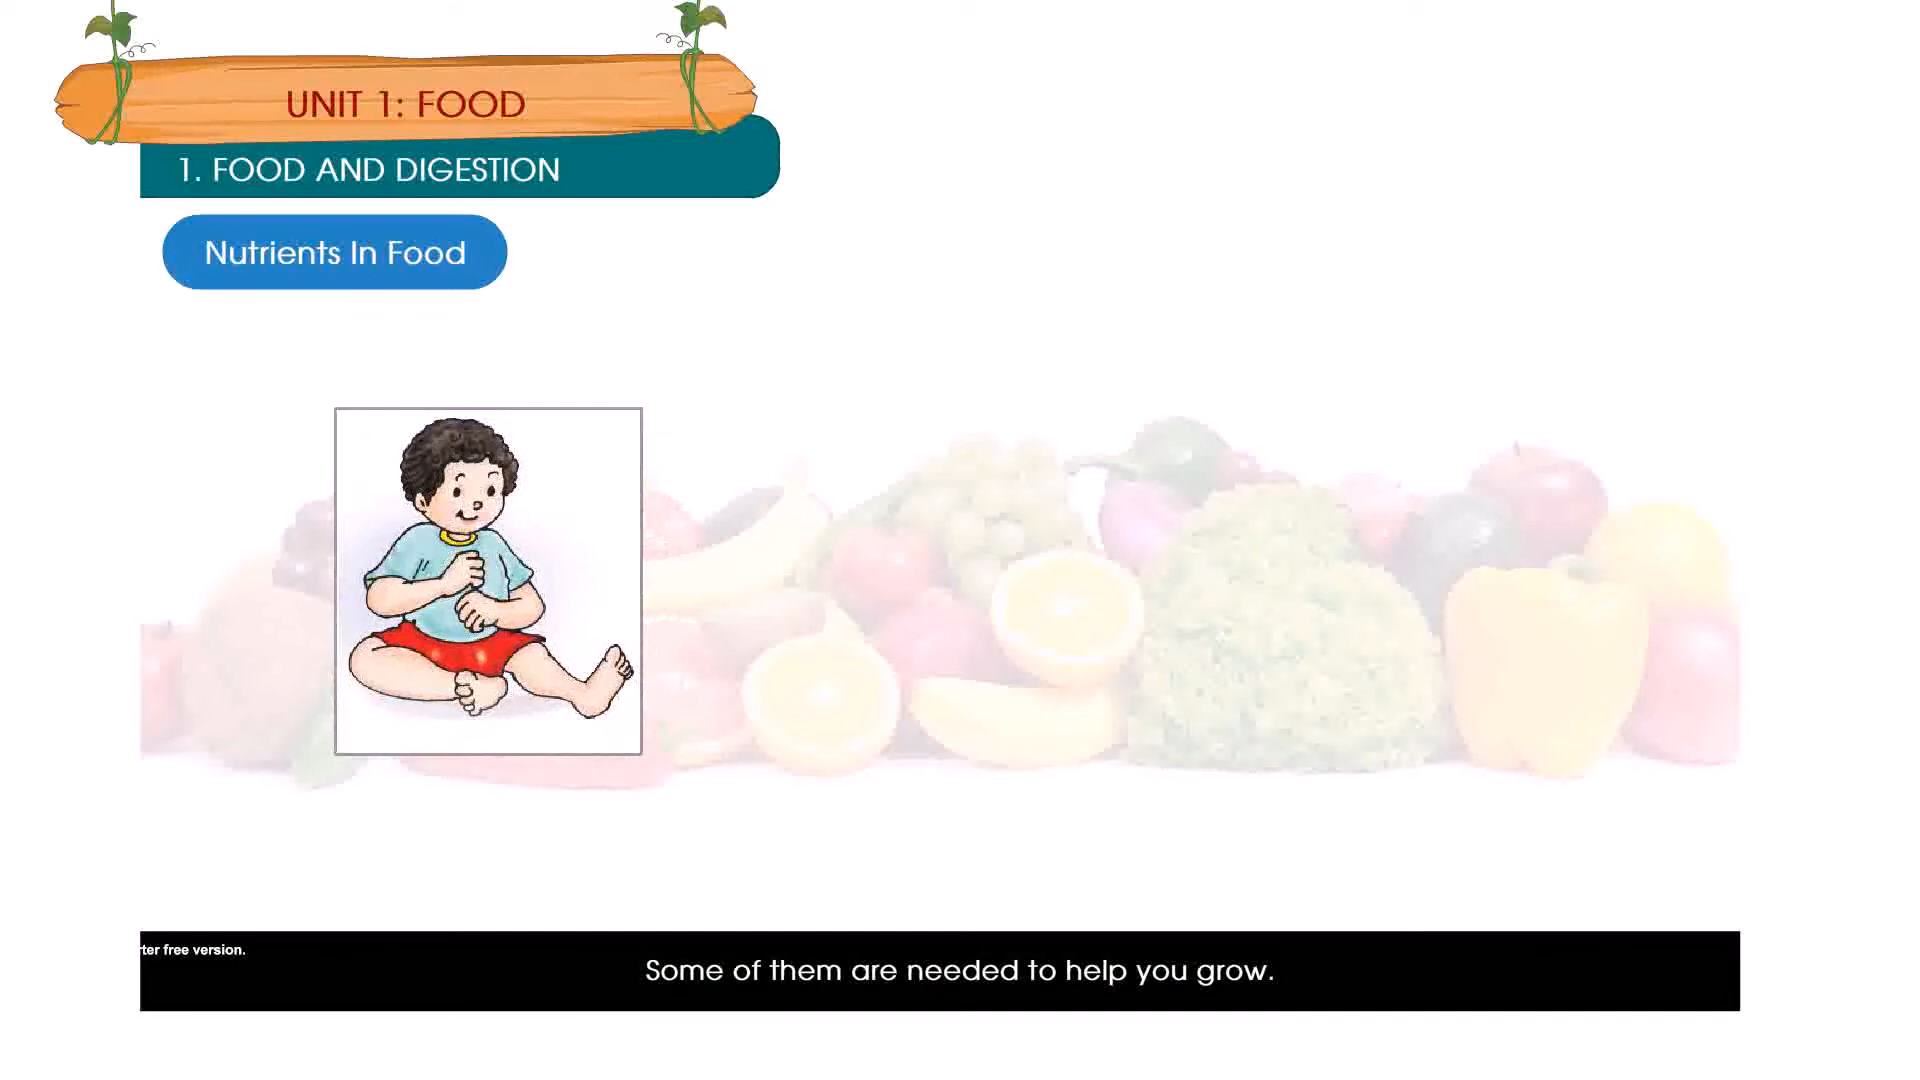 UNIT 1: FOOD
1. FOOD AND DIGESTION
Nutrients In Food
rter free version.
Some of them are needed to help you grow.